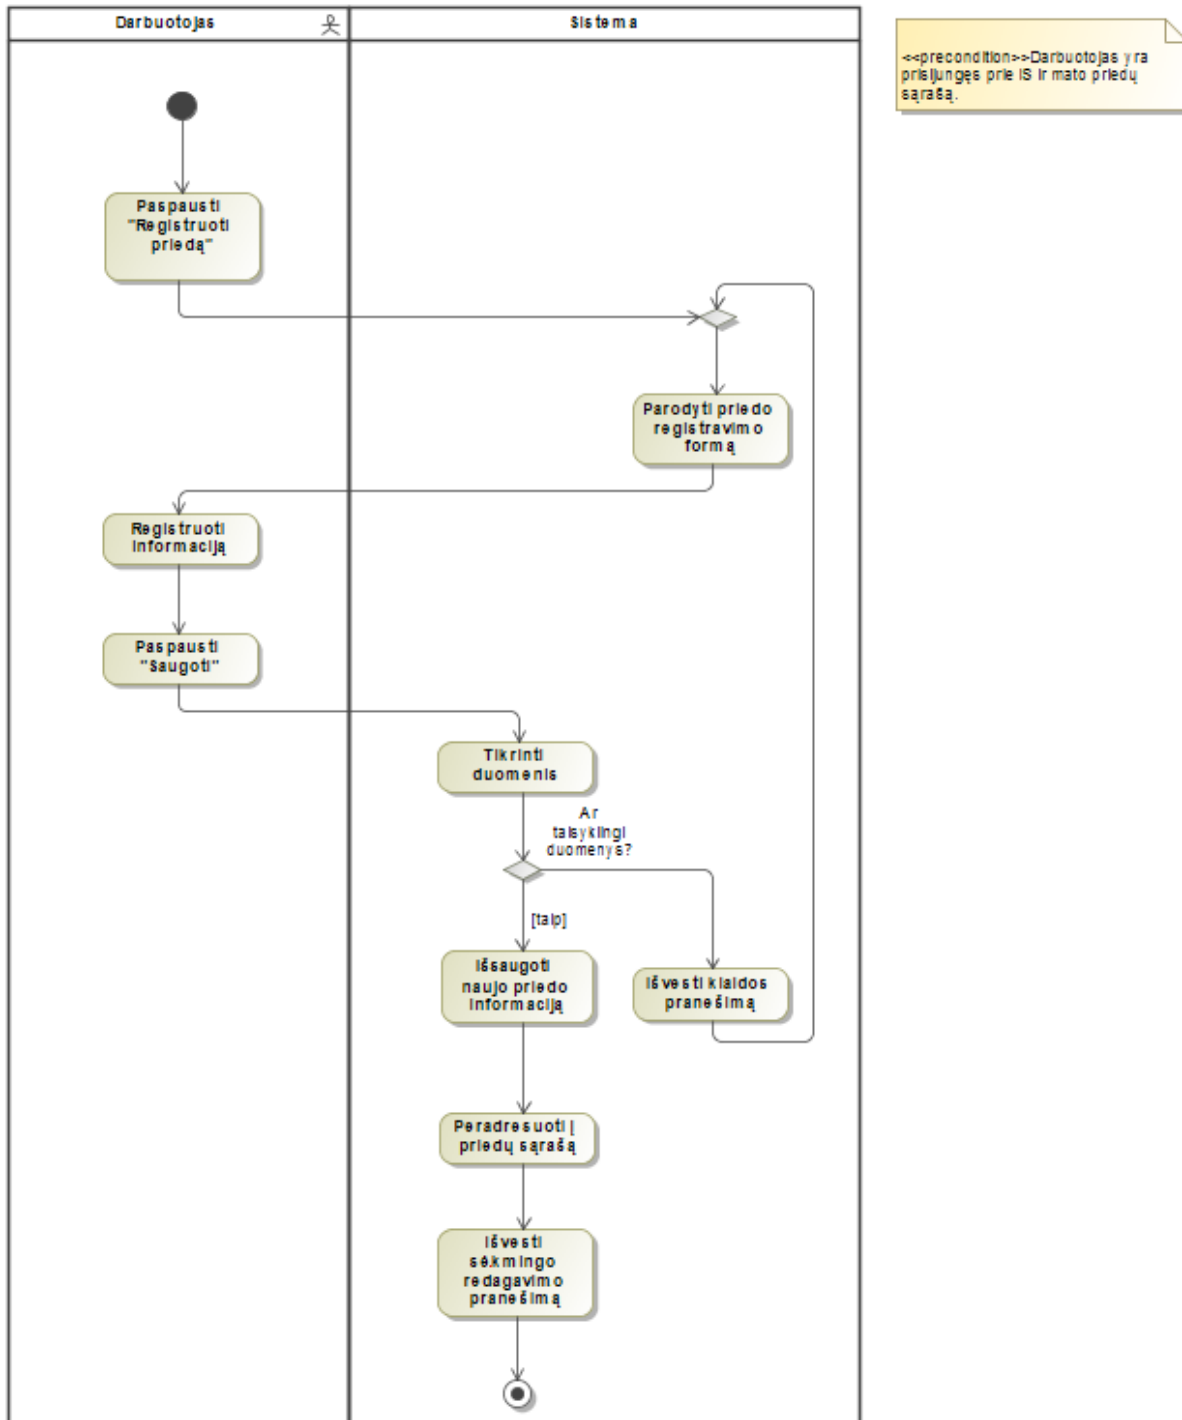 Darbuotojas
Sistema
<<precondition>>Darbuotojas yra
prisijungęs prie IS ir mato priedų
sąrašą.
Paspausti
"Registruoti
priedą"
Parodyti priedo
registravimo
formą
Registruoti
informaciją
Paspausti
"Saugoti"
Tikrinti
duomenis
Ar
taisyklingi
duomenys?
[taip]
Išsaugoti
naujo priedo
informaciją
Išvesti klaidos
pranešimą
Peradresuoti į
priedų sąrašą
Išvesti
sėkmingo
redagavimo
pranešimą